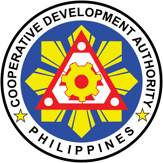 COOPERATIVE DEVELOPMENT AUTHORITY
PHILIPPINES